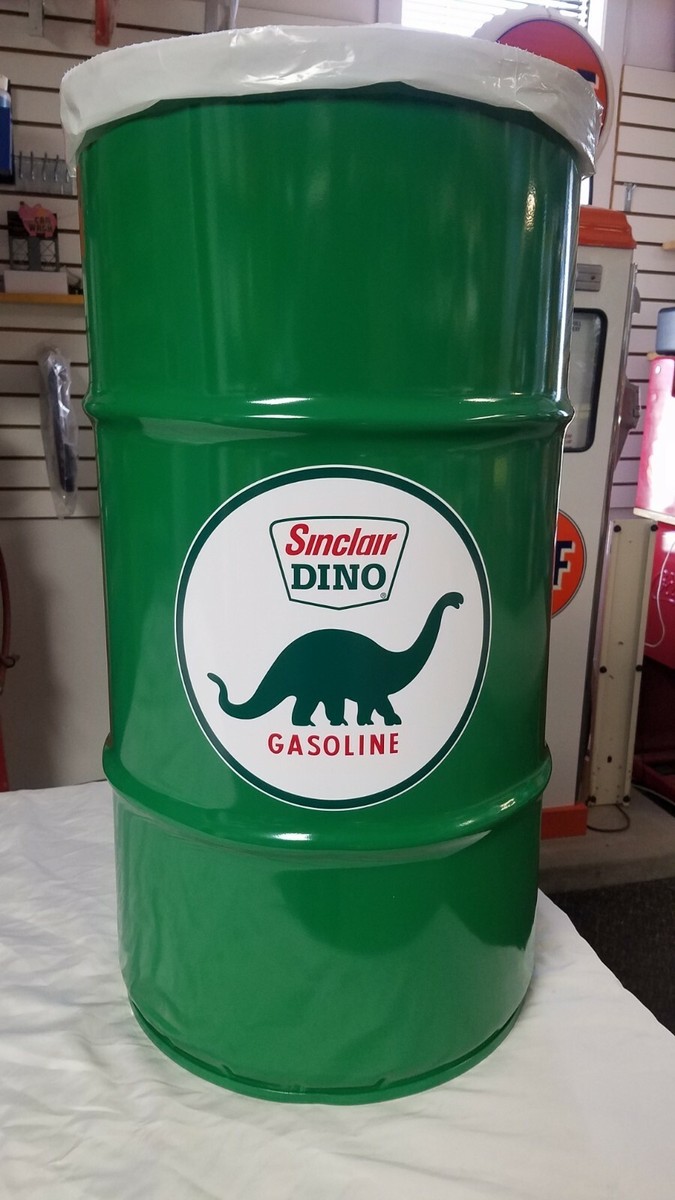 Sinclair
DINO
®
GASOLINE
F